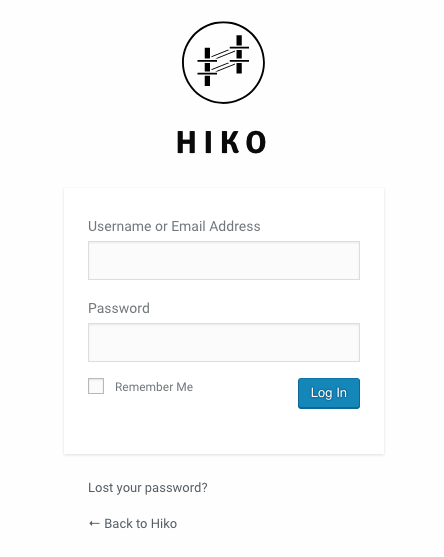 HIKO
Username or Email Address
Password
Remember Me
Log In
Lost your password?
← Back to Hiko